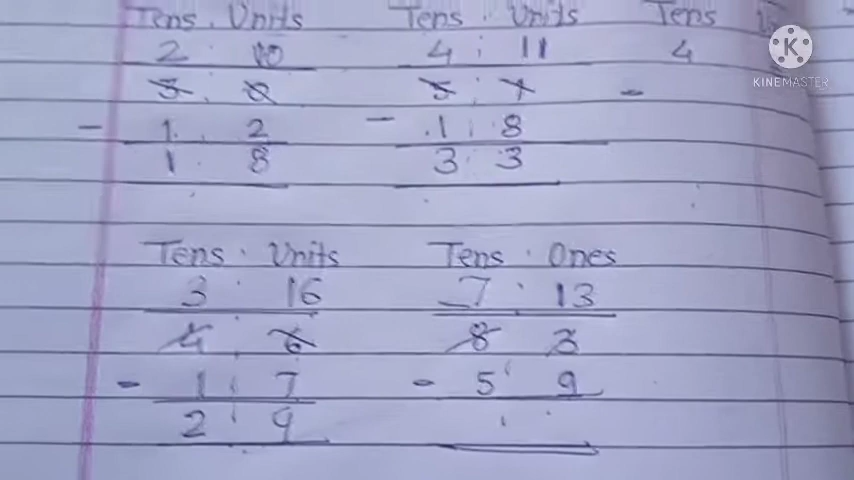 Tens . Units Tens . Units Tens
2 . 10 4 : 11 4
3 . 0 5 : 1 -
- 1 . 2 - 1 : 8
1 . 8 3 : 3
KINEMASTER
Tens . Units Tens . Ones
3 : 16 7 . 13
4 . 6 8 3
- 1 : 7 - 5 9
2 : 9